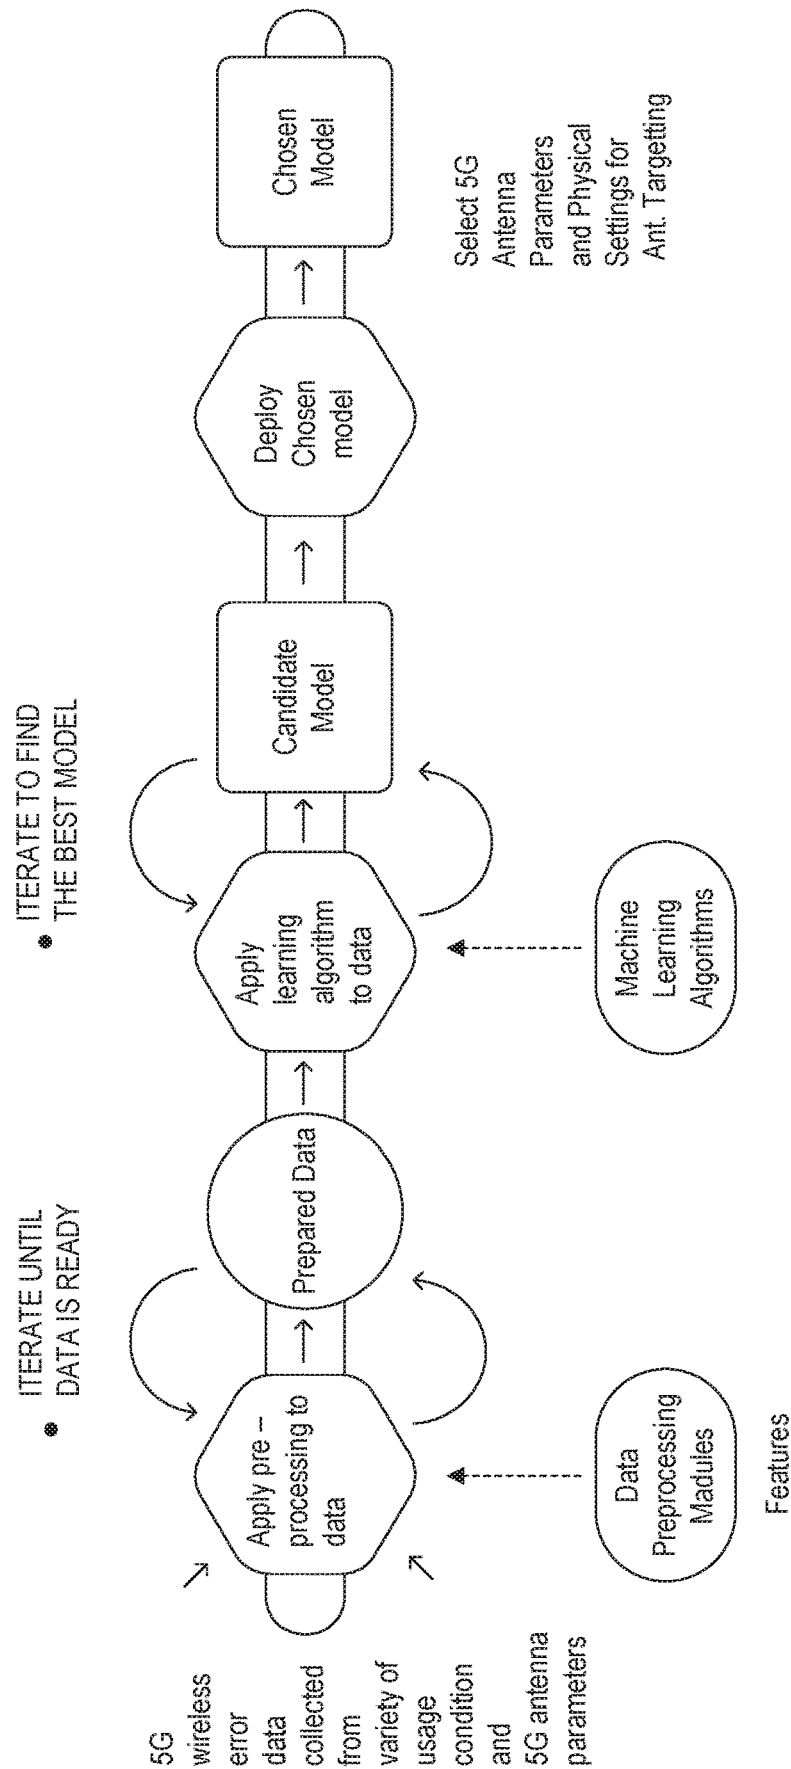 ITERATE UNTIL
DATA IS READY
ITERATE TO FIND
THE BEST MODEL
5G
wireless
error
data
collected
from
variety of
usage
condition
and
5G antenna
parameters
Apply pre –
processing to
data
Prepared Data
Apply
learning
algorithm
to data
Candidate
Model
Deploy
Chosen
model
Chosen
Model
Data
Preprocessing
Madules
Features
Machine
Learning
Algorithms
Select 5G
Antenna
Parameters
and Physical
Settings for
Ant. Targetting